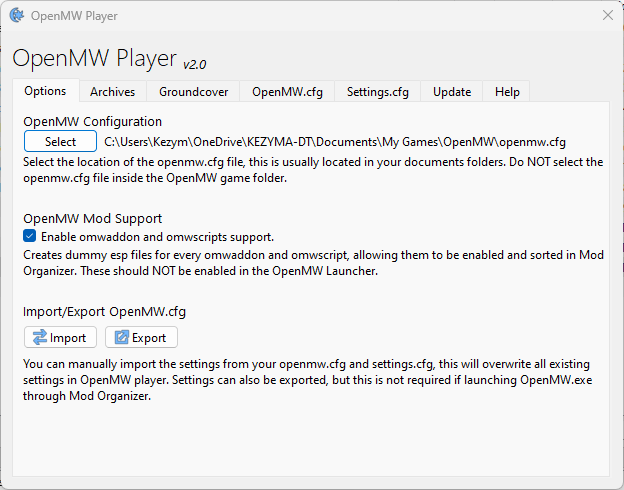 OpenMW Player
OpenMW Player v2.0
Options Archives Groundcover OpenMW.cfg Settings.cfg Update Help
OpenMW Configuration
Select C:\Users\Kezym\OneDrive\KEZYMA-DT\Documents\My Games\OpenMW\openmw.cfg
Select the location of the openmw.cfg file, this is usually located in your documents folders. Do NOT select the
openmw.cfg file inside the OpenMW game folder.
OpenMW Mod Support
Enable omwaddon and omwscripts support.
Creates dummy esp files for every omwaddon and omwscript, allowing them to be enabled and sorted in Mod
Organizer. These should NOT be enabled in the OpenMW Launcher.
Import/Export OpenMW.cfg
Import Export
You can manually import the settings from your openmw.cfg and settings.cfg, this will overwrite all existing
settings in OpenMW player. Settings can also be exported, but this is not required if launching OpenMW.exe
through Mod Organizer.